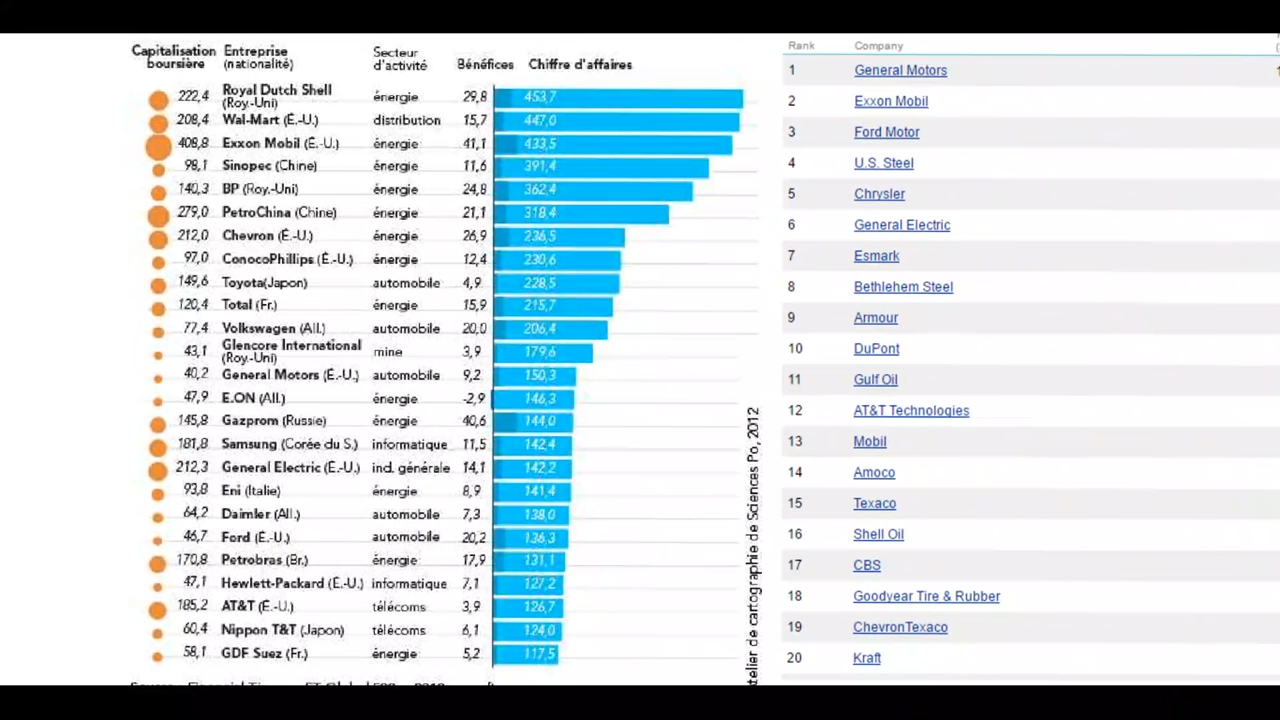 Capitalisation
boursière
Entreprise
(nationalité)
Secteur
d'activité
Bénéfices
Chiffre d'affaires
222,4 Royal Dutch Shell (Roy.-Uni) énergie 29,8 453,7
208,4 Wal-Mart (É.-U.) distribution 15,7 447,0
408,8 Exxon Mobil (É.-U.) énergie 41,1 433,5
98,1 Sinopec (Chine) énergie 11,6 391,4
140,3 BP (Roy.-Uni) énergie 24,8 362,4
279,0 PetroChina (Chine) énergie 21,1 318,4
212,0 Chevron (É.-U.) énergie 26,9 236,5
97,0 ConocoPhillips (É.-U.) énergie 12,4 230,6
149,6 Toyota(Japon) automobile 4,9 228,5
120,4 Total (Fr.) énergie 15,9 215,7
77,4 Volkswagen (All.) automobile 20,0 206,4
43,1 Glencore International (Roy.-Uni) mine 3,9 179,6
40,2 General Motors (É.-U.) automobile 9,2 150,3
47,9 E.ON (All.) énergie -2,9 146,3
145,8 Gazprom (Russie) énergie 40,6 144,0
181,8 Samsung (Corée du S.) informatique 11,5 142,4
212,3 General Electric (É.-U.) ind. générale 14,1 142,2
93,8 Eni (Italie) énergie 8,9 141,4
64,2 Daimler (All.) automobile 7,3 138,0
46,7 Ford (É.-U.) automobile 20,2 136,3
170,8 Petrobras (Br.) énergie 17,9 131,1
47,1 Hewlett-Packard (É.-U.) informatique 7,1 127,2
185,2 AT&T (É.-U.) télécoms 3,9 126,7
60,4 Nippon T&T (Japon) télécoms 6,1 124,0
58,1 GDF Suez (Fr.) énergie 5,2 117,5
de cartographie de Sciences Po, 2012
Rank Company
1 General Motors
2 Exxon Mobil
3 Ford Motor
4 U.S. Steel
5 Chrysler
6 General Electric
7 Esmark
8 Bethlehem Steel
9 Armour
10 DuPont
11 Gulf Oil
12 AT&T Technologies
13 Mobil
14 Amoco
15 Texaco
16 Shell Oil
17 CBS
18 Goodyear Tire & Rubber
19 ChevronTexaco
20 Kraft